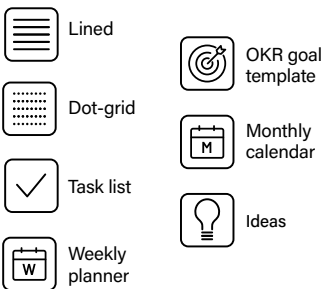 Lined
Dot-grid
Task list
W
Weekly
planner
OKR goal
template
M
Monthly
calendar
Ideas